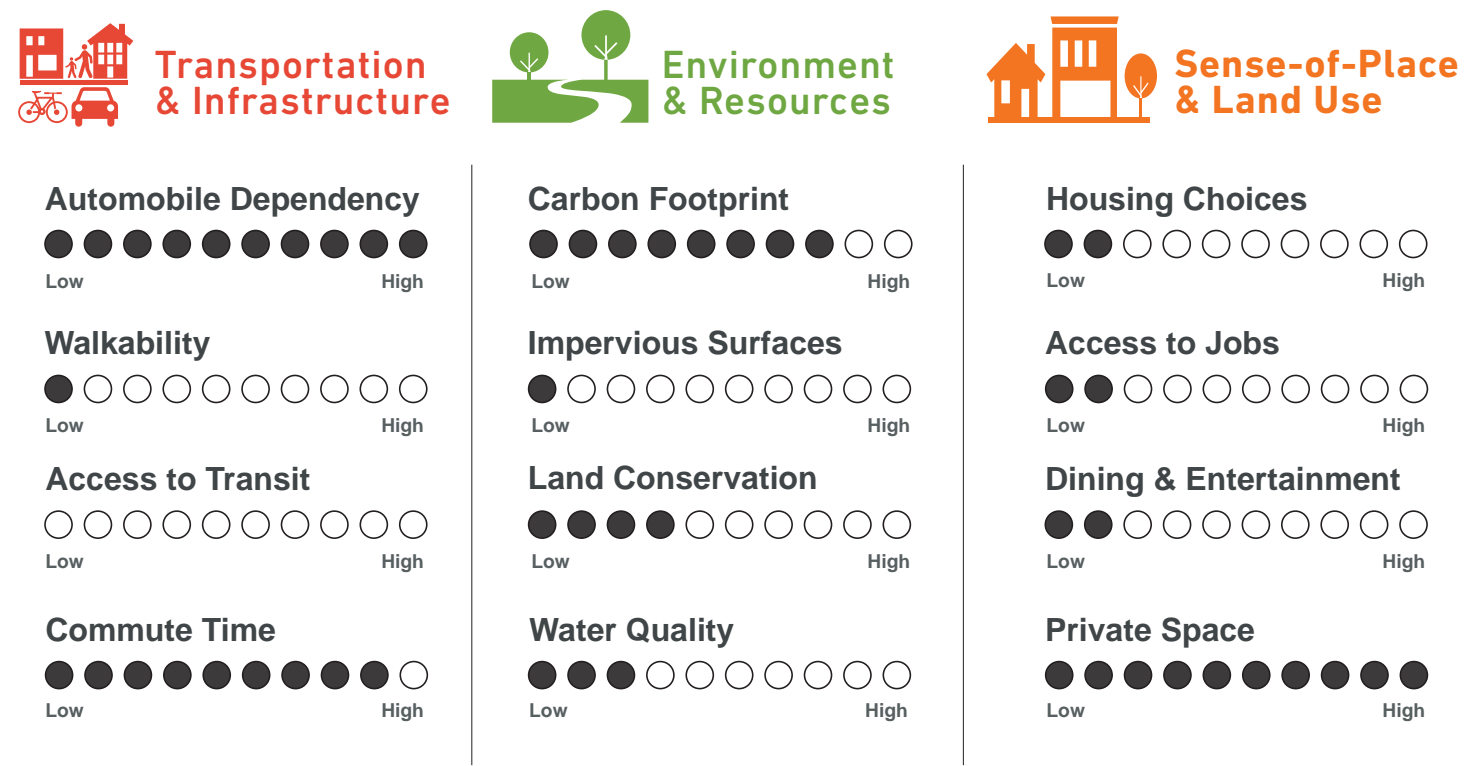 Transportation
& Infrastructure
Environment
& Resources
Sense-of-Place
& Land Use
Automobile Dependency
Low High
Walkability
Low High
Access to Transit
Low High
Commute Time
Low High
Carbon Footprint
Low High
Impervious Surfaces
Low High
Land Conservation
Low High
Water Quality
Low High
Housing Choices
Low High
Access to Jobs
Low High
Dining & Entertainment
Low High
Private Space
Low High